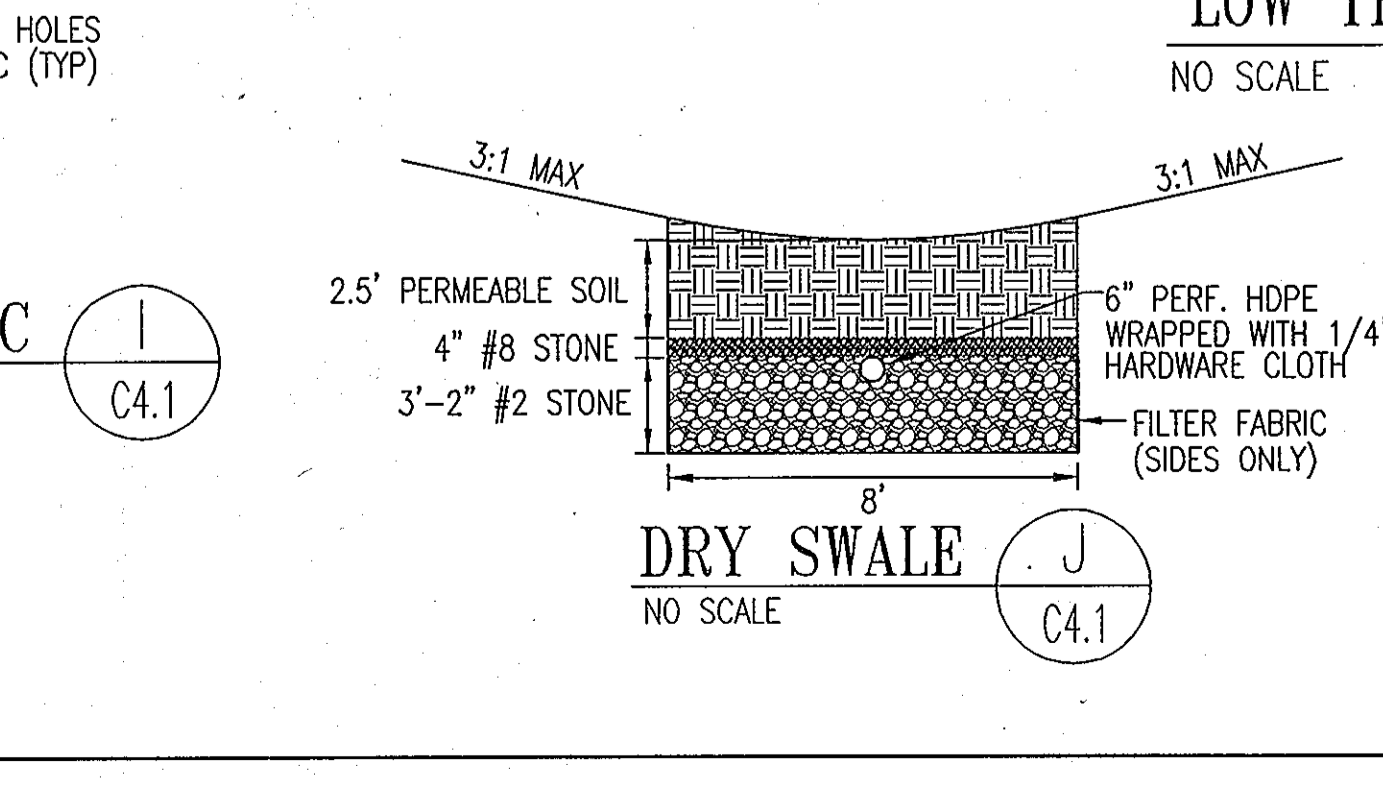 HOLES
(TYP)
LOW
NO SCALE
3:1 MAX
3:1 MAX
2.5' PERMEABLE SOIL
4" #8 STONE
3'-2" #2 STONE
6" PERF. HDPE
WRAPPED WITH 1/4"
HARDWARE CLOTH
FILTER FABRIC
(SIDES ONLY)
8'
C
I
C4.1
DRY SWALE
NO SCALE
J
C4.1